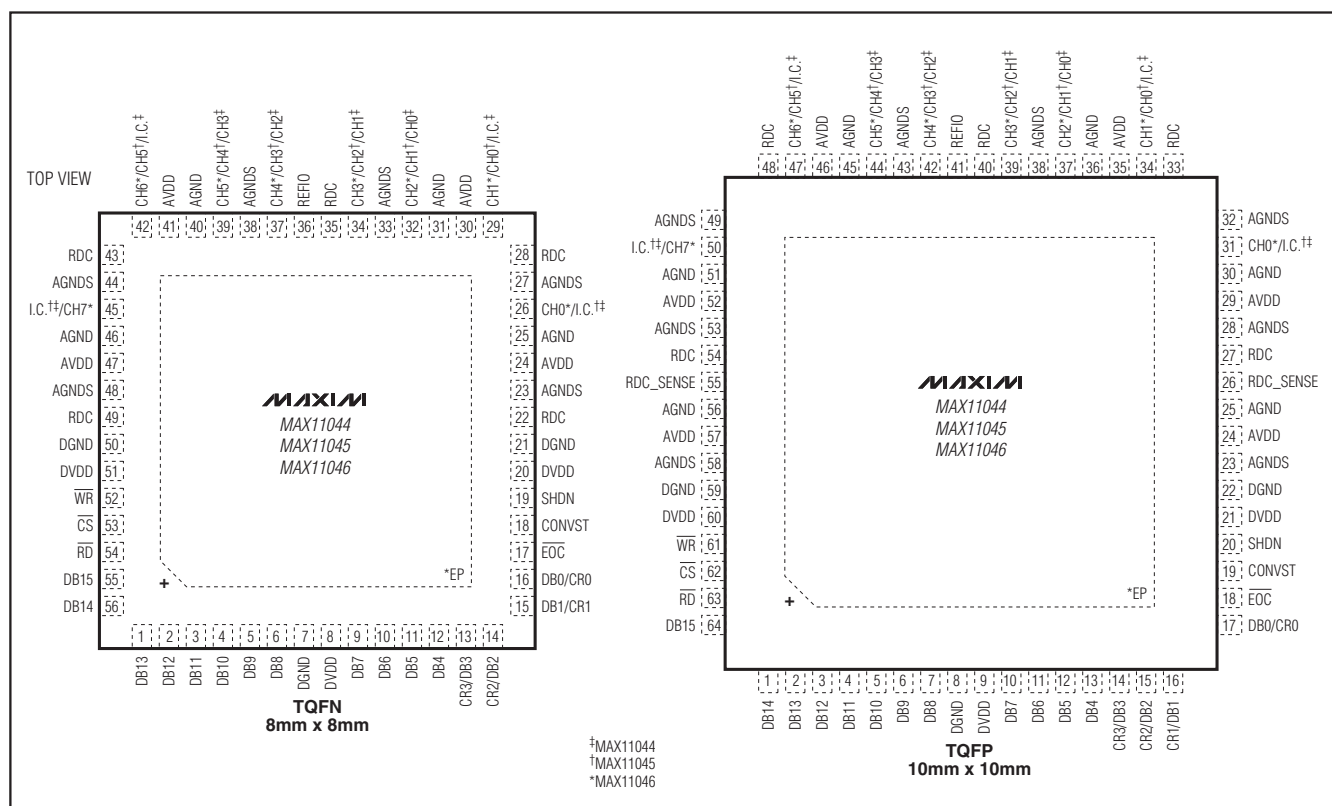 TOP VIEW
CH6*/CH5†/I.C.‡
AVDD
AGND
CH5*/CH4†/CH3‡
AGNDS
CH4*/CH3†/CH2‡
REFIO
RDC
CH3*/CH2†/CH1‡
AGNDS
CH2*/CH1†/CH0‡
AGND
AVDD
CH1*/CH0†/I.C.‡
42 41 40 39 38 37 36 35 34 33 32 31 30 29
RDC 43
AGNDS 44
I.C.†‡/CH7* 45
AGND 46
AVDD 47
AGNDS 48
RDC 49
DGND 50
DVDD 51
W̅R̅ 52
C̅S̅ 53
R̅D̅ 54
DB15 55
DB14 56
28 RDC
27 AGNDS
26 CH0*/I.C.†‡
25 AGND
24 AVDD
23 AGNDS
22 RDC
21 DGND
20 DVDD
19 SHDN
18 CONVST
17 E̅O̅C̅
16 DB0/CR0
15 DB1/CR1
MAXIM
MAX11044
MAX11045
MAX11046
+
*EP
1 2 3 4 5 6 7 8 9 10 11 12 13 14
DB13
DB12
DB11
DB10
DB9
DB8
DGND
DVDD
DB7
DB6
DB5
DB4
CR3/DB3
CR2/DB2
TQFN
8mm x 8mm
RDC
CH6*/CH5†/I.C.‡
AVDD
AGND
CH5*/CH4†/CH3‡
AGNDS
CH4*/CH3†/CH2‡
REFIO
RDC
CH3*/CH2†/CH1‡
AGNDS
CH2*/CH1†/CH0‡
AGND
AVDD
CH1*/CH0†/I.C.‡
RDC
48 47 46 45 44 43 42 41 40 39 38 37 36 35 34 33
AGNDS 49
I.C.†‡/CH7* 50
AGND 51
AVDD 52
AGNDS 53
RDC 54
RDC_SENSE 55
AGND 56
AVDD 57
AGNDS 58
DGND 59
DVDD 60
W̅R̅ 61
C̅S̅ 62
R̅D̅ 63
DB15 64
32 AGNDS
31 CH0*/I.C.†‡
30 AGND
29 AVDD
28 AGNDS
27 RDC
26 RDC_SENSE
25 AGND
24 AVDD
23 AGNDS
22 DGND
21 DVDD
20 SHDN
19 CONVST
18 E̅O̅C̅
17 DB0/CR0
MAXIM
MAX11044
MAX11045
MAX11046
+
*EP
1 2 3 4 5 6 7 8 9 10 11 12 13 14 15 16
DB14
DB13
DB12
DB11
DB10
DB9
DB8
DGND
DVDD
DB7
DB6
DB5
DB4
CR3/DB3
CR2/DB2
CR1/DB1
TQFP
10mm x 10mm
‡MAX11044
†MAX11045
*MAX11046